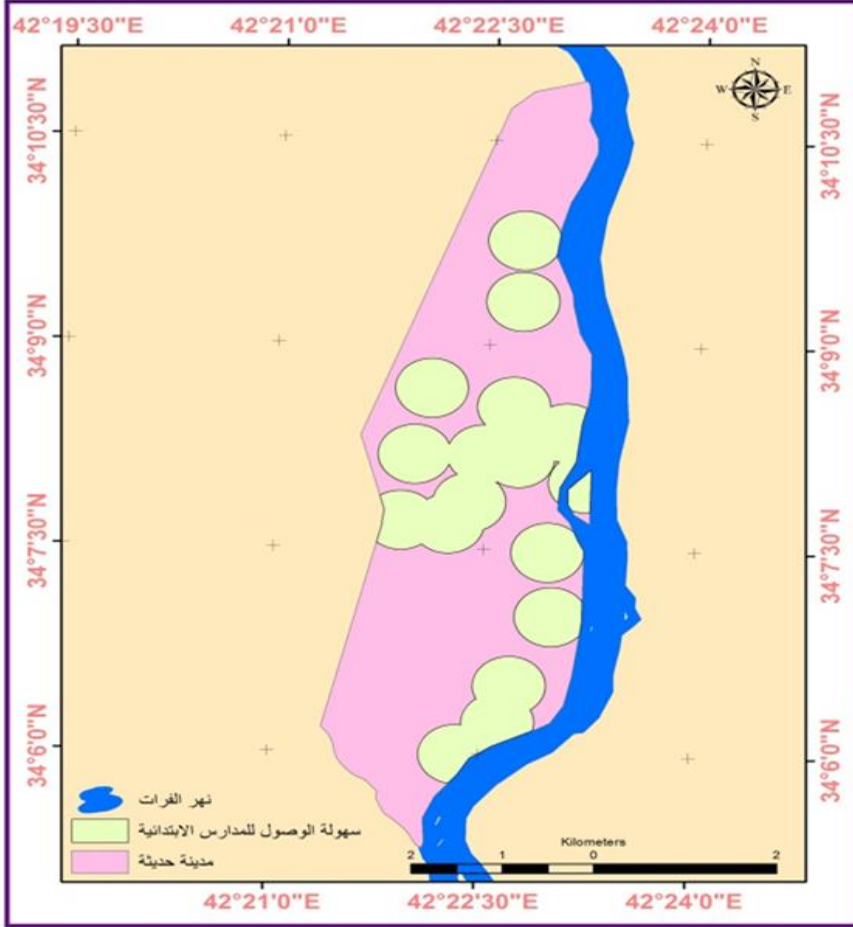 42°19'30"E 42°21'0"E 42°22'30"E 42°24'0"E
N
W E
S
34°10'30"N
34°10'30"N
34°9'0"N
34°9'0"N
34°7'30"N
34°7'30"N
34°6'0"N
34°6'0"N
نهر الفرات
سهولة الوصول للمدارس الابتدائية
مدينة حديثة
Kilometers
2 1 0 2
42°21'0"E 42°22'30"E 42°24'0"E